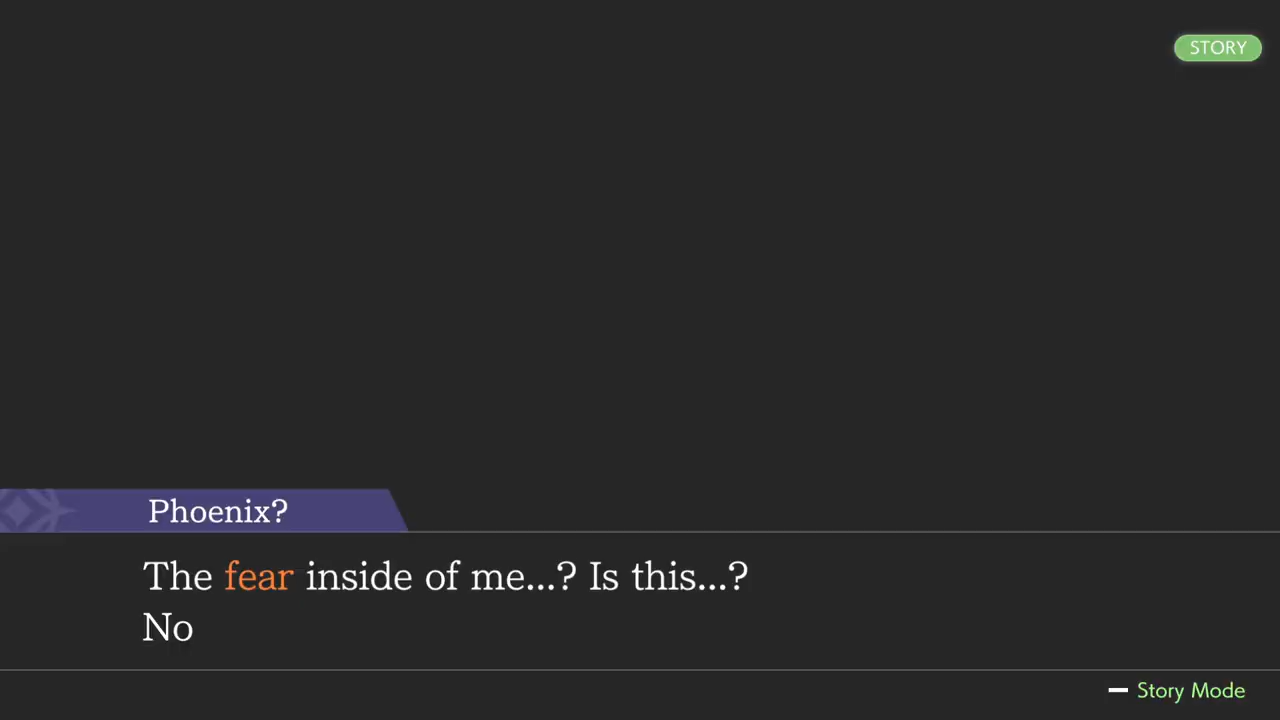 STORY
Phoenix?
The fear inside of me...? Is this...?
No
Story Mode